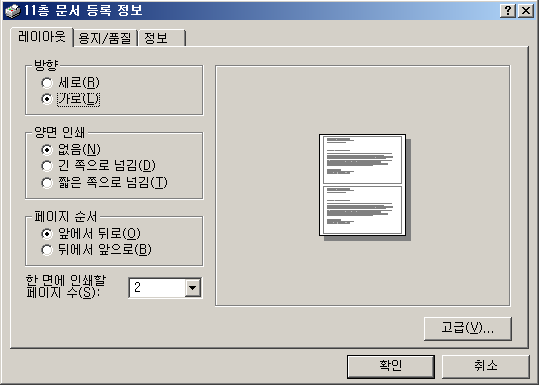 11층 문서 등록 정보
레이아웃 용지/품질 정보
방향
세로(R)
가로(L)
양면 인쇄
없음(N)
긴 쪽으로 넘김(D)
짧은 쪽으로 넘김(T)
페이지 순서
앞에서 뒤로(O)
뒤에서 앞으로(B)
한 면에 인쇄할
페이지 수(S):
2
고급(V)...
확인 취소